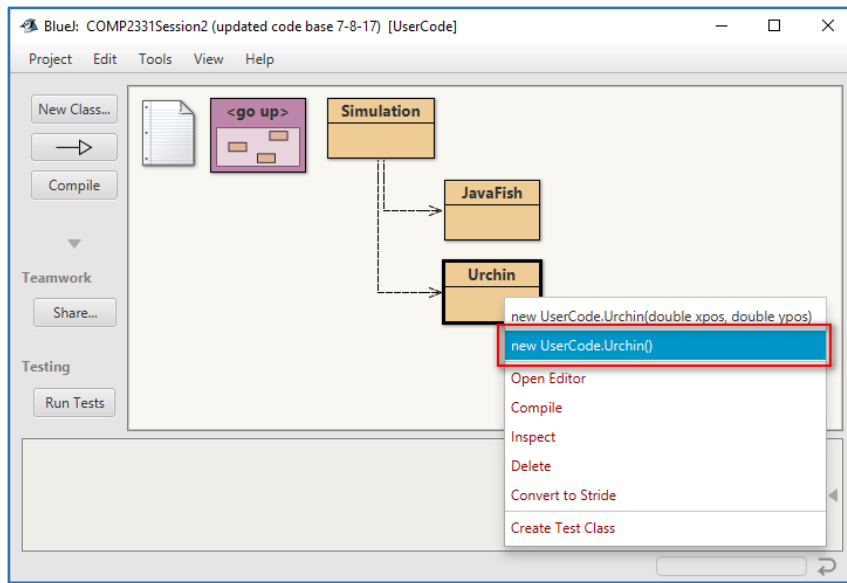 BlueJ: COMP2331Session2 (updated code base 7-8-17) [UserCode]
Project Edit Tools View Help
New Class...
Compile
Teamwork
Share...
Testing
Run Tests
<go up>
Simulation
JavaFish
Urchin
new UserCode.Urchin(double xpos, double ypos)
new UserCode.Urchin()
Open Editor
Compile
Inspect
Delete
Convert to Stride
Create Test Class